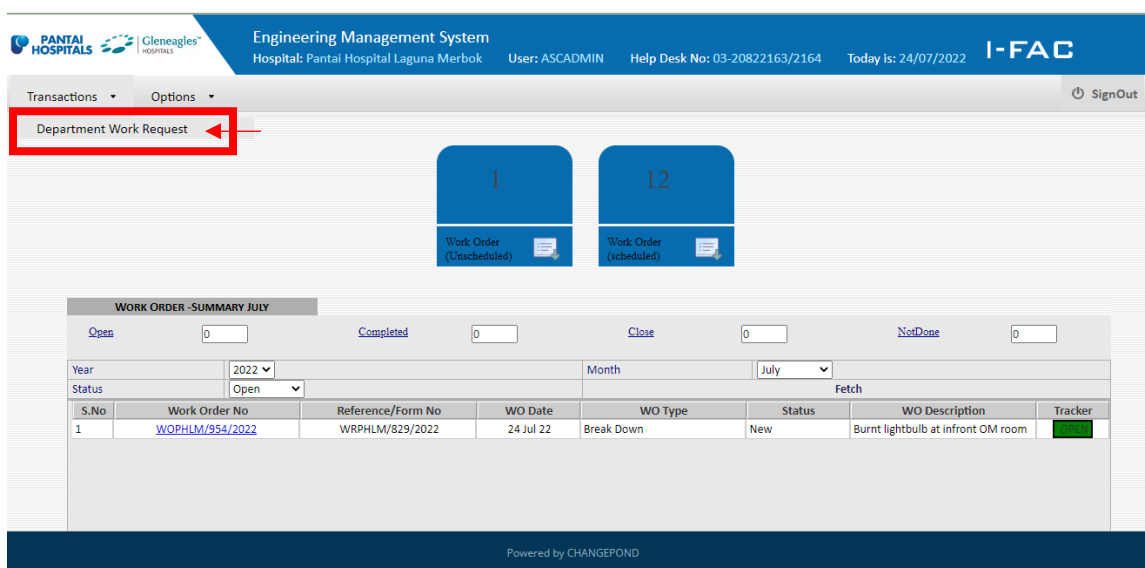 PANTAI HOSPITALS Gleneagles HOSPITALS
Engineering Management System
Hospital: Pantai Hospital Laguna Merbok User: ASCADMIN Help Desk No: 03-20822163/2164 Today is: 24/07/2022 I-FAC
Transactions Options SignOut
Department Work Request
1 12
Work Order (Unscheduled) Work Order (scheduled)
WORK ORDER -SUMMARY JULY
Open 0 Completed 0 Close 0 NotDone 0
Year 2022 Month July
Status Open Fetch
S.No Work Order No Reference/Form No WO Date WO Type Status WO Description Tracker
1 WOPHLM/954/2022 WRPHLM/829/2022 24 Jul 22 Break Down New Burnt lightbulb at infront OM room OPEN
Powered by CHANGEPOND